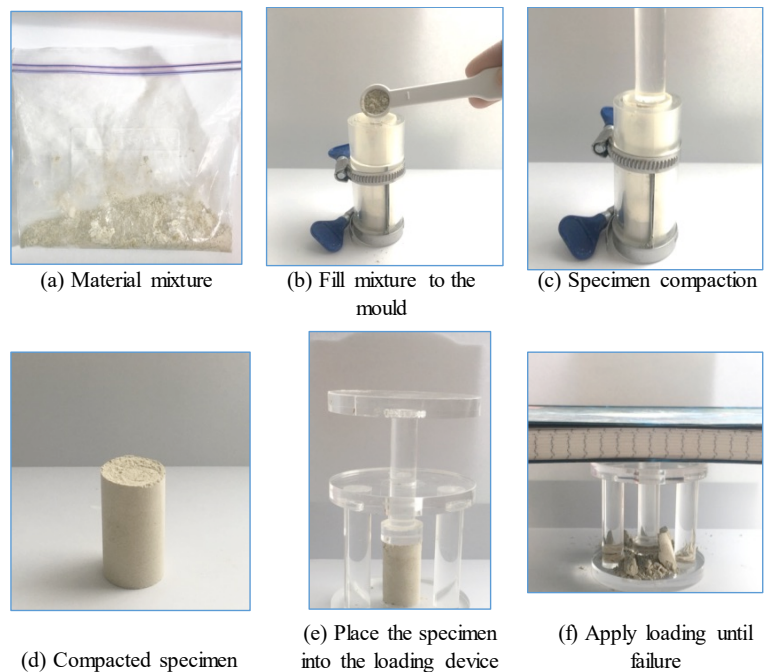 (a) Material mixture
(b) Fill mixture to the
mould
(c) Specimen compaction
(d) Compacted specimen
(e) Place the specimen
into the loading device
(f) Apply loading until
failure